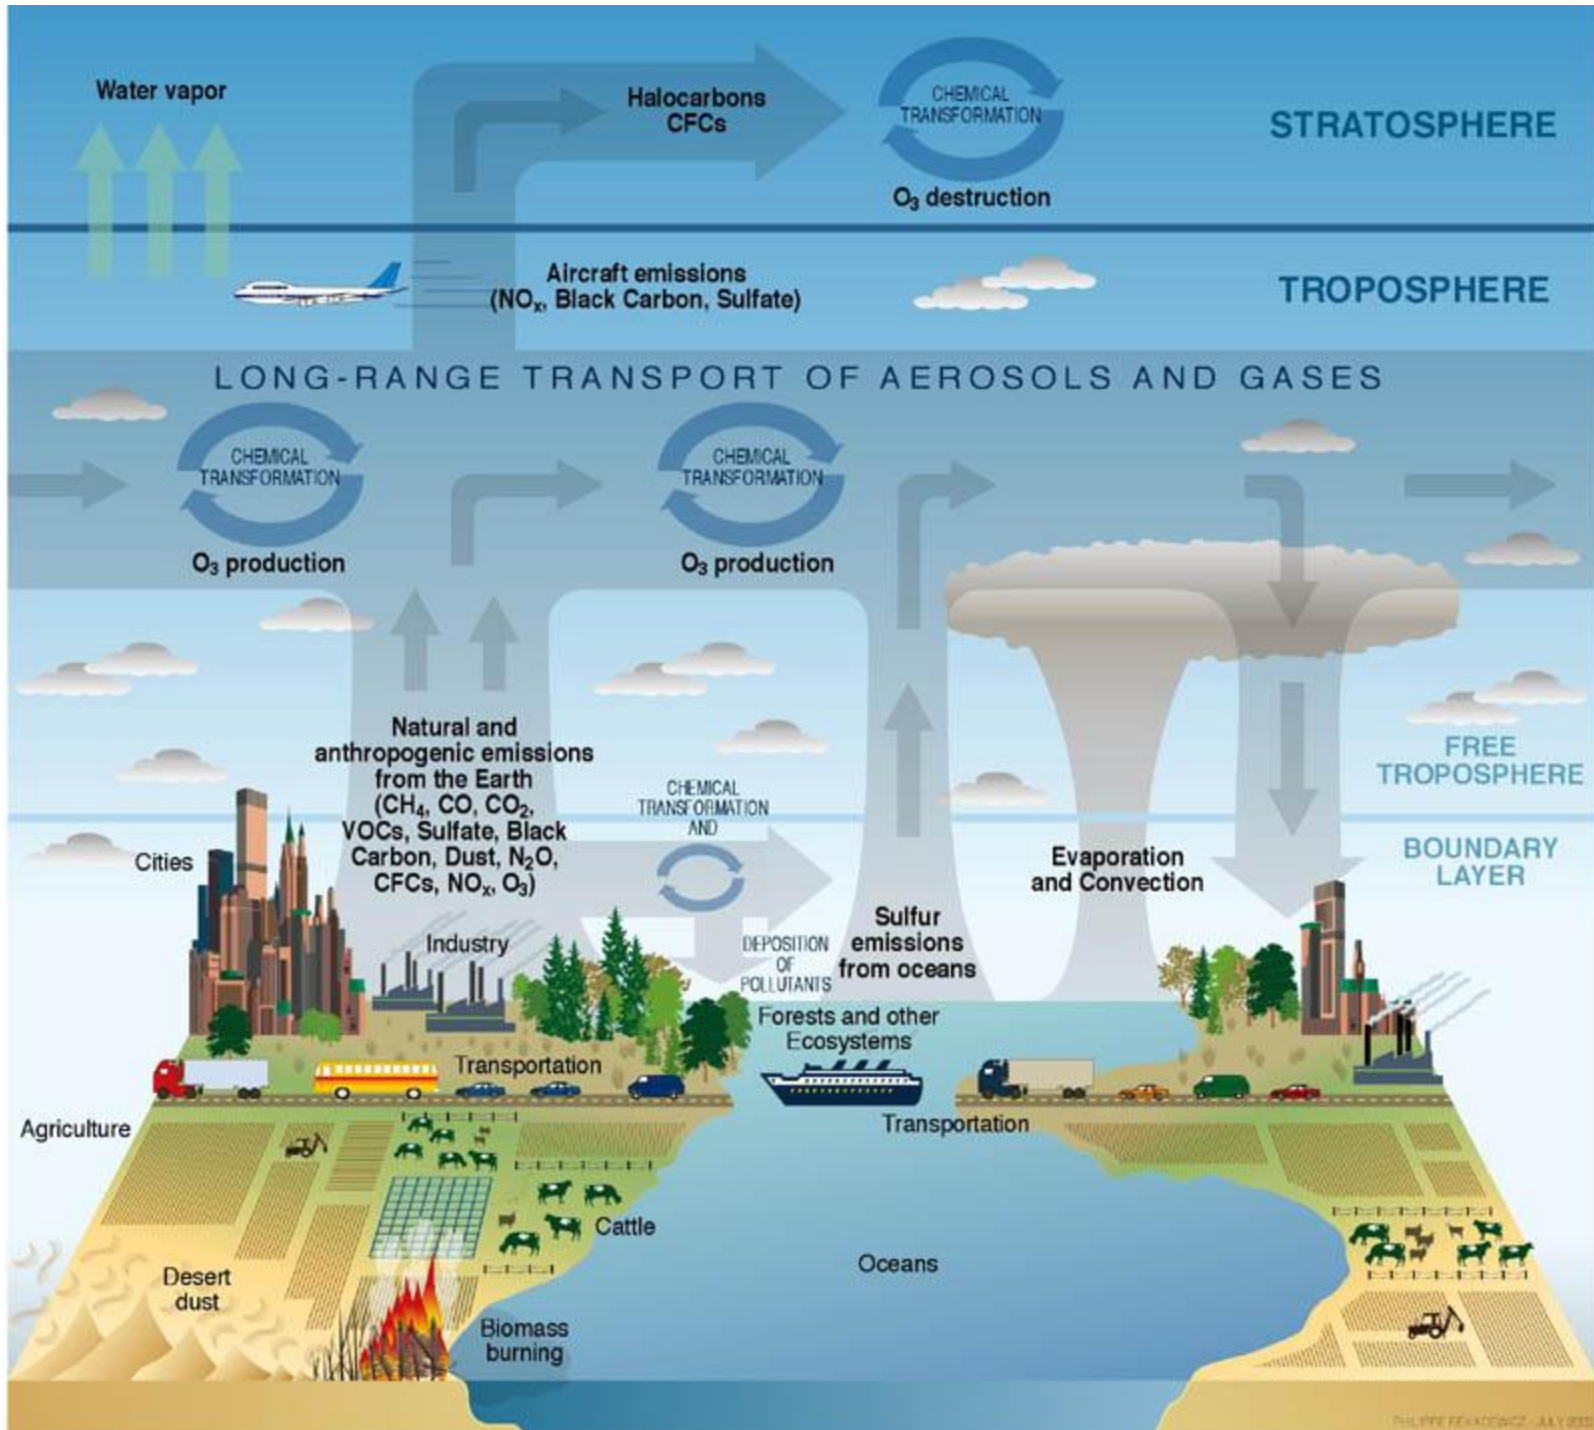 Water vapor
Halocarbons
CFCs
CHEMICAL
TRANSFORMATION
O₃ destruction
STRATOSPHERE
Aircraft emissions
(NOₓ, Black Carbon, Sulfate)
TROPOSPHERE
LONG-RANGE TRANSPORT OF AEROSOLS AND GASES
CHEMICAL
TRANSFORMATION
O₃ production
CHEMICAL
TRANSFORMATION
O₃ production
Natural and
anthropogenic emissions
from the Earth
(CH₄, CO, CO₂,
VOCs, Sulfate, Black
Carbon, Dust, N₂O,
CFCs, NOₓ, O₃)
CHEMICAL
TRANSFORMATION
AND
DEPOSITION
OF
POLLUTANTS
FREE
TROPOSPHERE
BOUNDARY
LAYER
Cities
Evaporation
and Convection
Sulfur
emissions
from oceans
Industry
Forests and other
Ecosystems
Transportation
Agriculture
Transportation
Cattle
Oceans
Desert
dust
Biomass
burning
PHILIPPE REKACEWICZ - JULY 2003